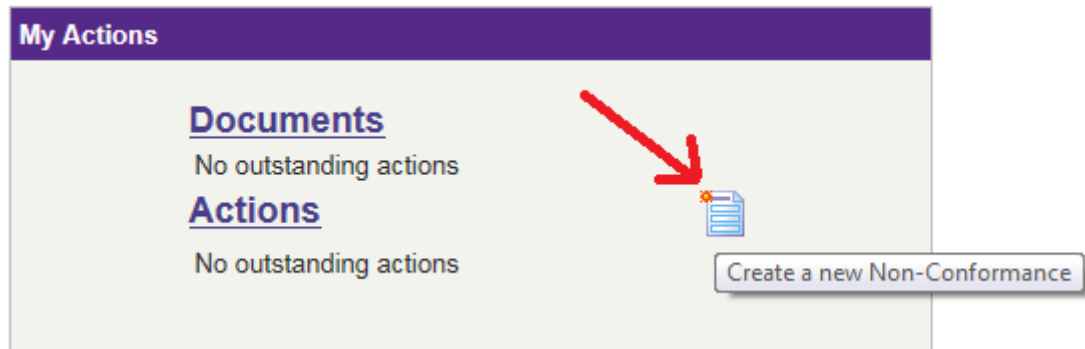 My Actions
Documents
No outstanding actions
Actions
No outstanding actions
Create a new Non-Conformance